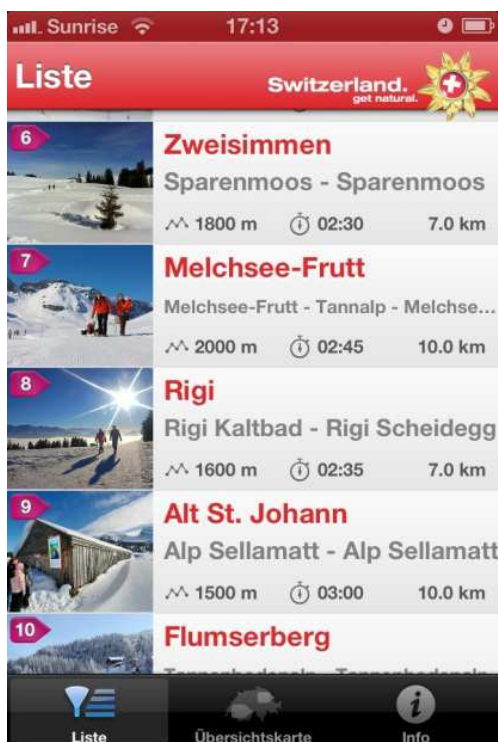 Sunrise 17:13
Liste
Switzerland.
get natural.
6
Zweisimmen
Sparenmoos - Sparenmoos
1800 m 02:30 7.0 km
7
Melchsee-Frutt
Melchsee-Frutt - Tannalp - Melchse...
2000 m 02:45 10.0 km
8
Rigi
Rigi Kaltbad - Rigi Scheidegg
1600 m 02:35 7.0 km
9
Alt St. Johann
Alp Sellamatt - Alp Sellamatt
1500 m 03:00 10.0 km
10
Flumserberg
Liste Übersichtskarte Info